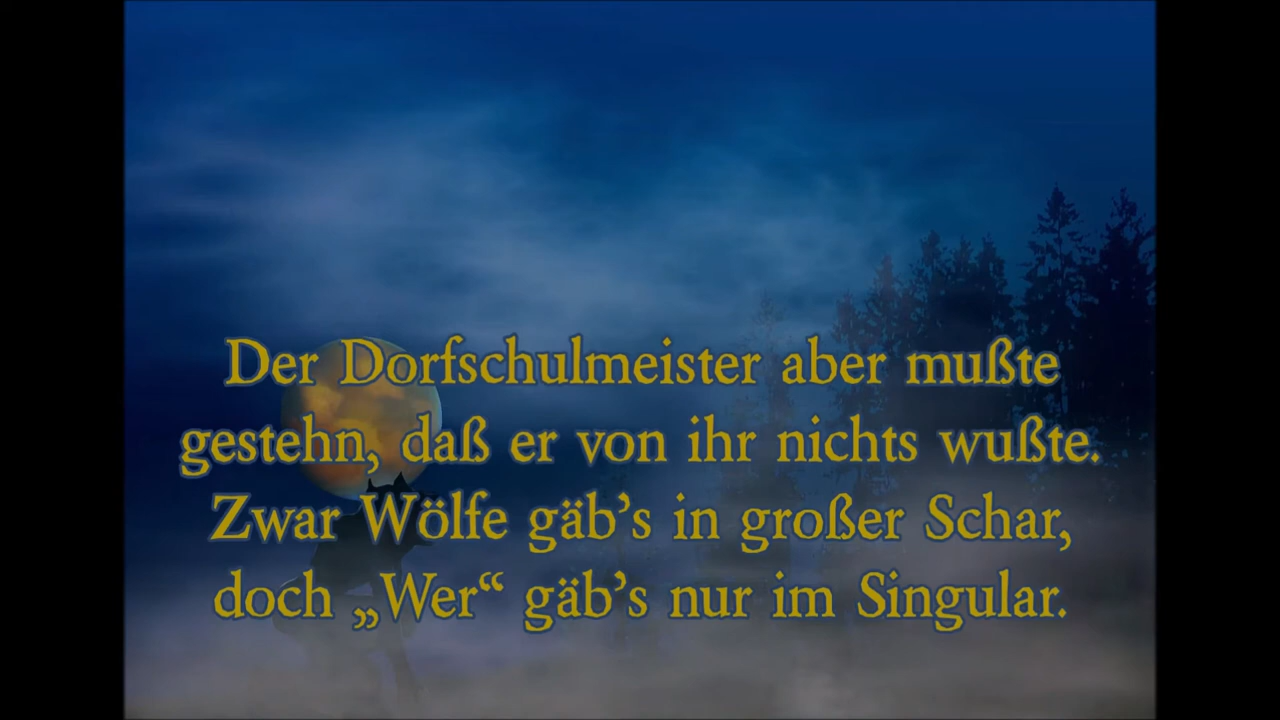 Der Dorfschulmeister aber mußte
gestehn, daß er von ihr nichts wußte.
Zwar Wölfe gäb’s in großer Schar,
doch „Wer“ gäb’s nur im Singular.